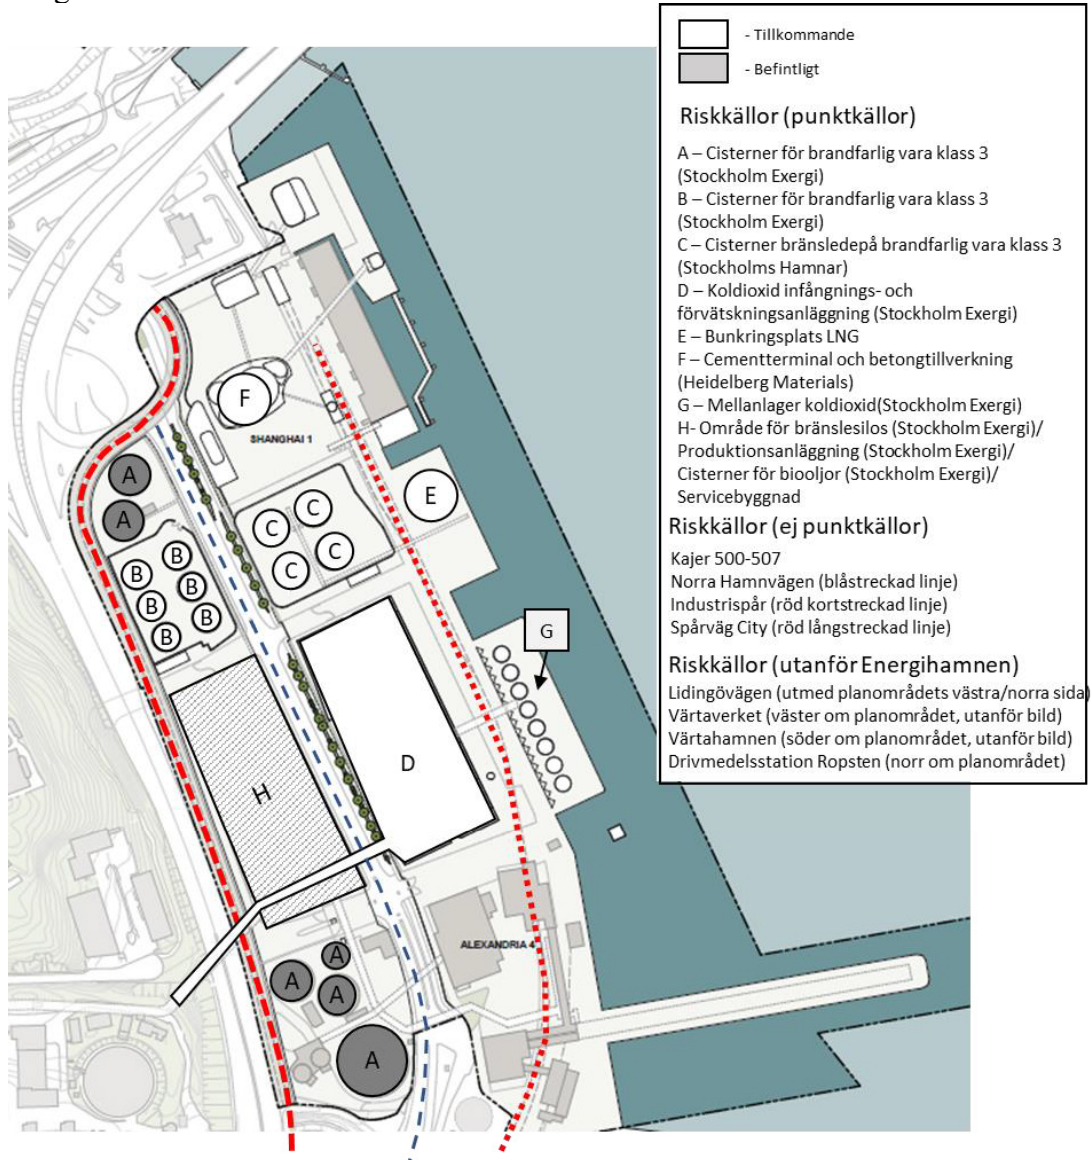 - Tillkommande
- Befintligt
Riskkällor (punktkällor)
A – Cisterner för brandfarlig vara klass 3
(Stockholm Exergi)
B – Cisterner för brandfarlig vara klass 3
(Stockholm Exergi)
C – Cisterner bränsledepå brandfarlig vara klass 3
(Stockholms Hamnar)
D – Koldioxid infångnings- och
förvätskningsanläggning (Stockholm Exergi)
E – Bunkringsplats LNG
F – Cementterminal och betongtillverkning
(Heidelberg Materials)
G – Mellanlager koldioxid(Stockholm Exergi)
H- Område för bränslesilos (Stockholm Exergi)/
Produktionsanläggning (Stockholm Exergi)/
Cisterner för biooljor (Stockholm Exergi)/
Servicebyggnad
Riskkällor (ej punktkällor)
Kajer 500-507
Norra Hamnvägen (blåstreckad linje)
Industrispår (röd kortstreckad linje)
Spårväg City (röd långstreckad linje)
Riskkällor (utanför Energihamnen)
Lidingövägen (utmed planområdets västra/norra sida)
Värtaverket (väster om planområdet, utanför bild)
Värtahamnen (söder om planområdet, utanför bild)
Drivmedelsstation Ropsten (norr om planområdet)
F
SHANGHAI 1
A
A
E
C
C
C
C
B
B
B
B
B
B
G
D
H
ALEXANDRIA 4
A
A
A
A